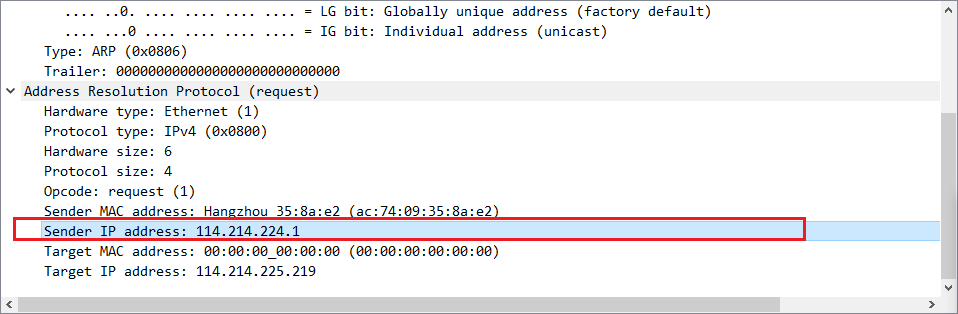 .... ..0. .... .... .... .... = LG bit: Globally unique address (factory default)
.... ...0 .... .... .... .... = IG bit: Individual address (unicast)
Type: ARP (0x0806)
Trailer: 0000000000000000000000000000
Address Resolution Protocol (request)
Hardware type: Ethernet (1)
Protocol type: IPv4 (0x0800)
Hardware size: 6
Protocol size: 4
Opcode: request (1)
Sender MAC address: Hangzhou_35:8a:e2 (ac:74:09:35:8a:e2)
Sender IP address: 114.214.224.1
Target MAC address: 00:00:00_00:00:00 (00:00:00:00:00:00)
Target IP address: 114.214.225.219